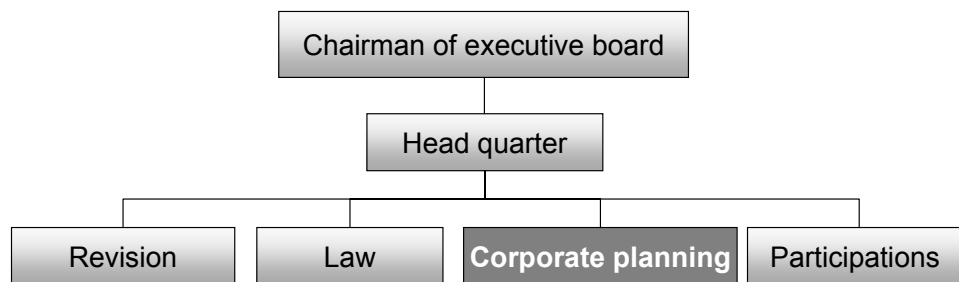 Chairman of executive board
Head quarter
Revision
Law
Corporate planning
Participations